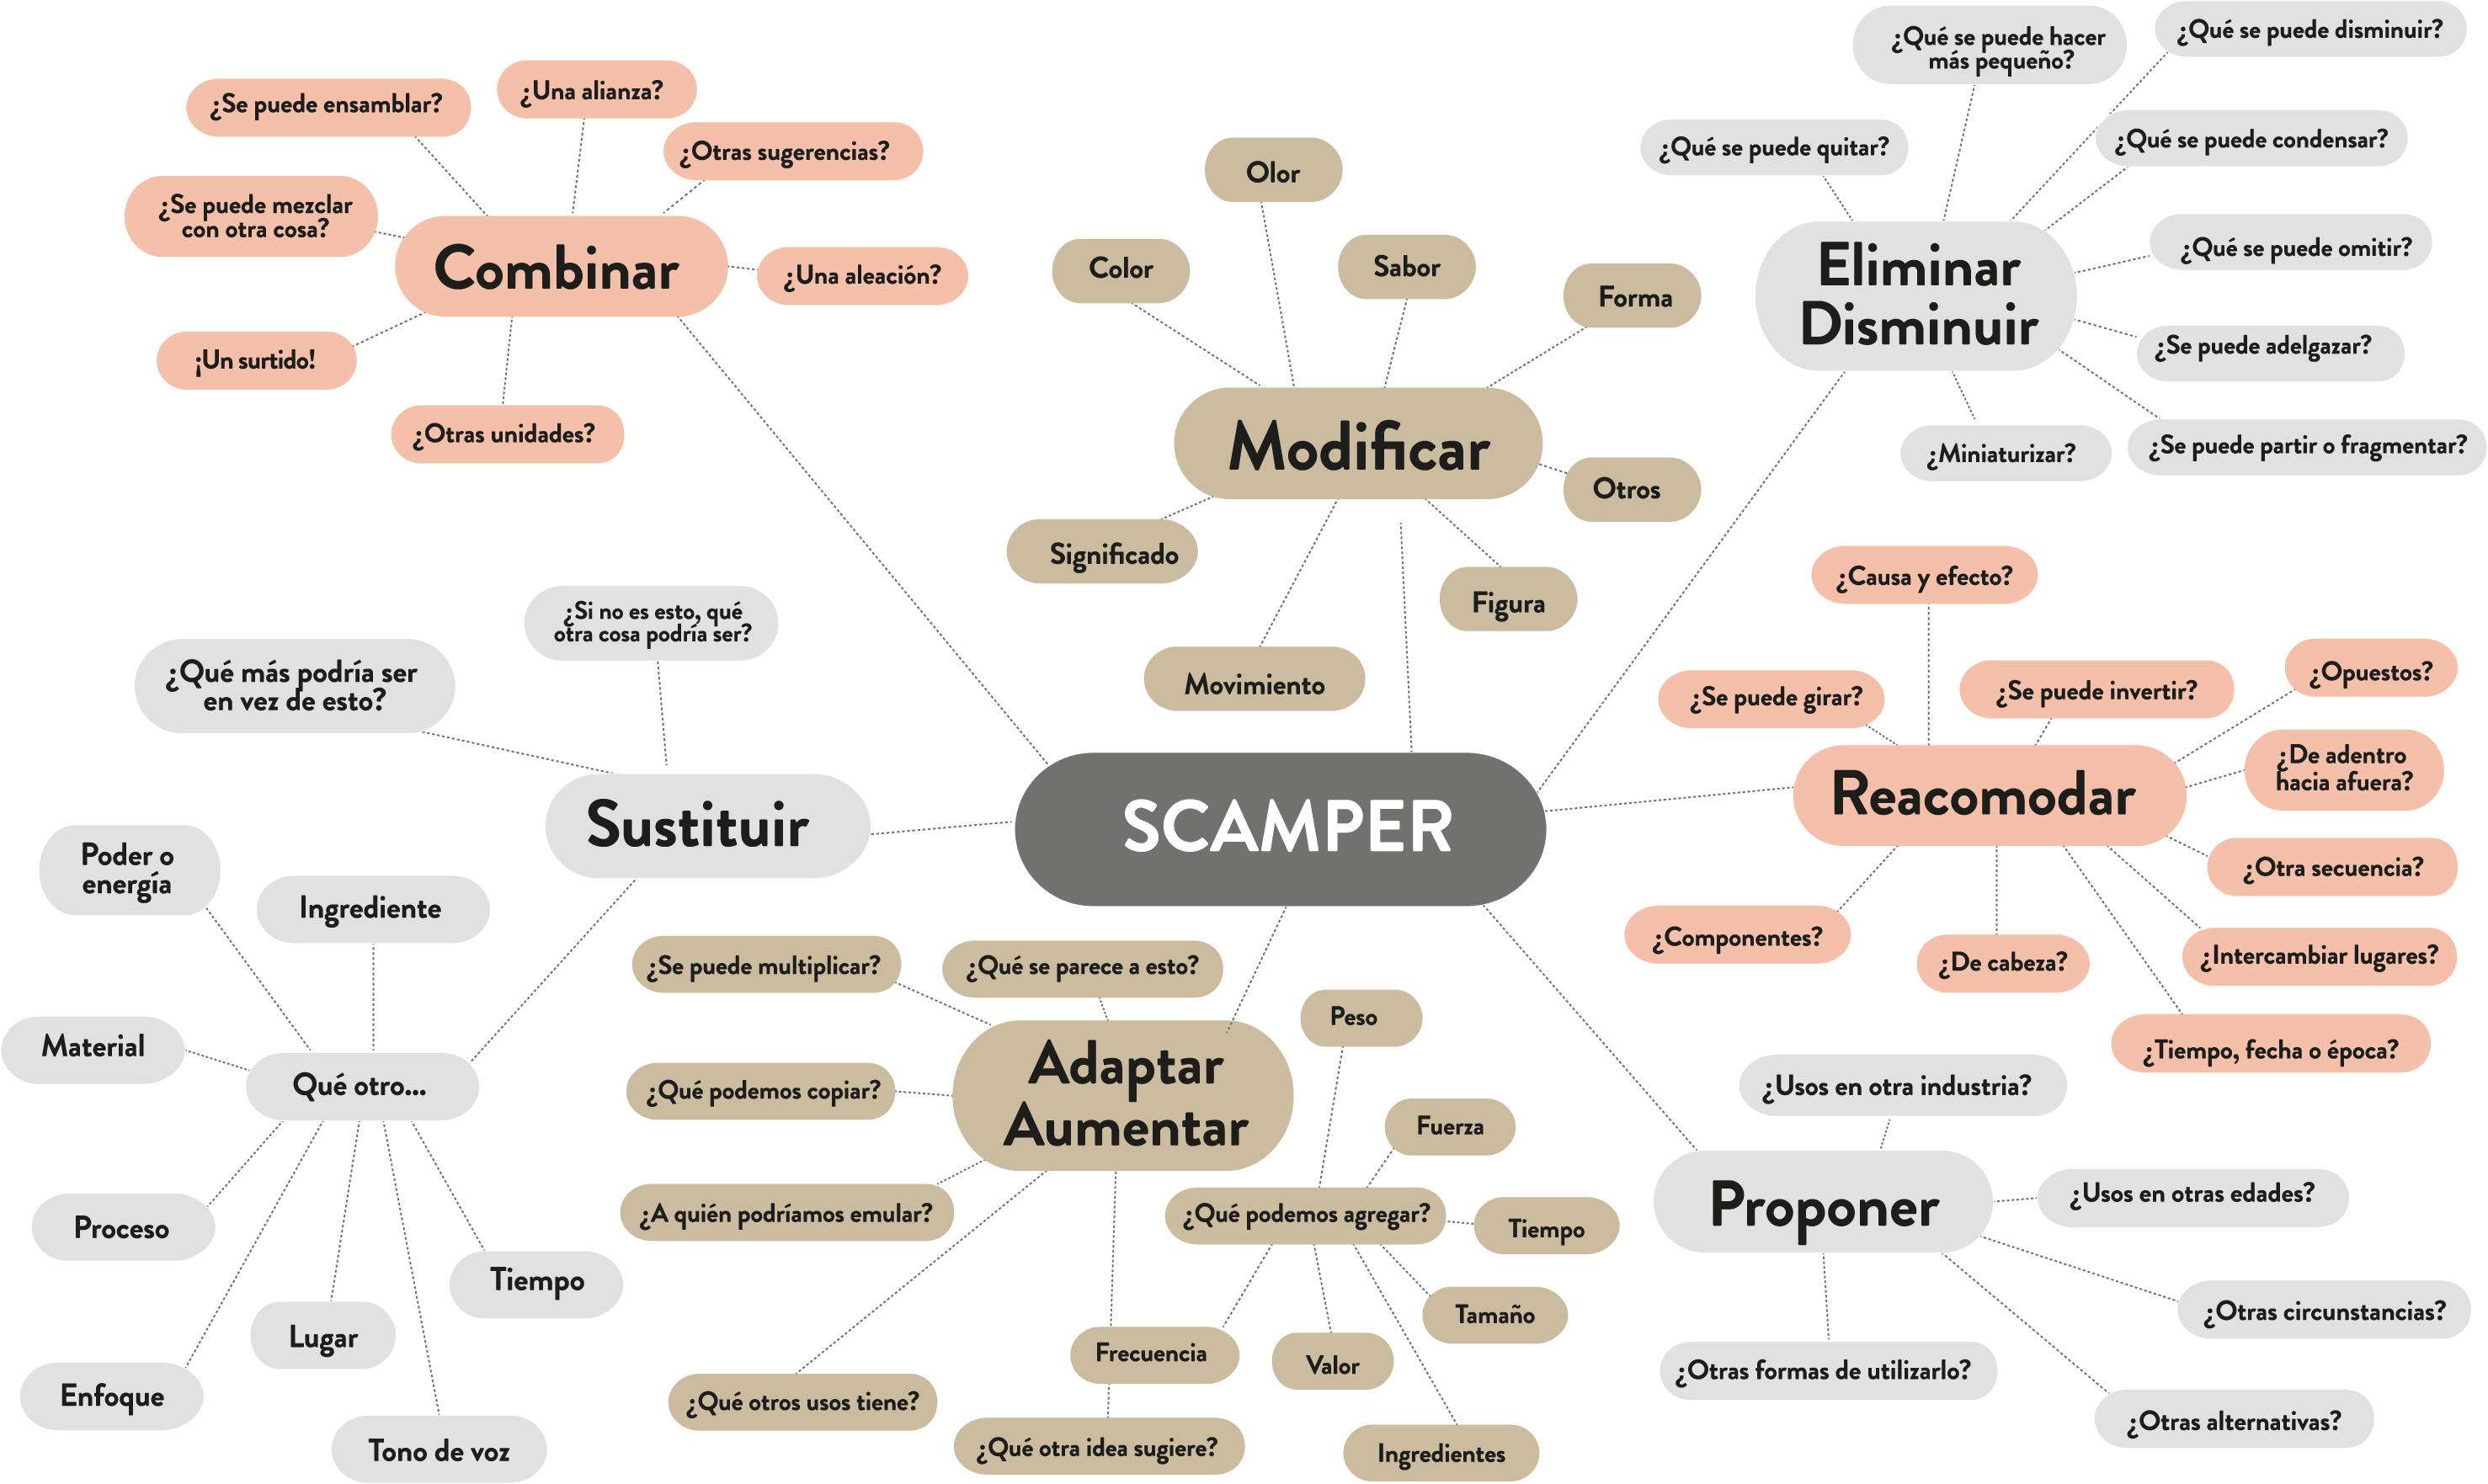 SCAMPER
Combinar
¿Se puede ensamblar?
¿Una alianza?
¿Otras sugerencias?
¿Se puede mezclar
con otra cosa?
¿Una aleación?
¡Un surtido!
¿Otras unidades?
Modificar
Olor
Color
Sabor
Forma
Otros
Significado
Figura
Movimiento
Eliminar
Disminuir
¿Qué se puede hacer
más pequeño?
¿Qué se puede disminuir?
¿Qué se puede quitar?
¿Qué se puede condensar?
¿Qué se puede omitir?
¿Se puede adelgazar?
¿Se puede partir o fragmentar?
¿Miniaturizar?
Sustituir
¿Si no es esto, qué
otra cosa podría ser?
¿Qué más podría ser
en vez de esto?
Qué otro...
Poder o
energía
Ingrediente
Material
Proceso
Enfoque
Lugar
Tono de voz
Tiempo
Adaptar
Aumentar
¿Se puede multiplicar?
¿Qué se parece a esto?
¿Qué podemos copiar?
¿A quién podríamos emular?
¿Qué otros usos tiene?
¿Qué otra idea sugiere?
¿Qué podemos agregar?
Peso
Fuerza
Tiempo
Tamaño
Ingredientes
Valor
Frecuencia
Reacomodar
¿Causa y efecto?
¿Se puede girar?
¿Se puede invertir?
¿Opuestos?
¿De adentro
hacia afuera?
¿Otra secuencia?
¿Intercambiar lugares?
¿Tiempo, fecha o época?
¿De cabeza?
¿Componentes?
Proponer
¿Usos en otra industria?
¿Usos en otras edades?
¿Otras circunstancias?
¿Otras alternativas?
¿Otras formas de utilizarlo?